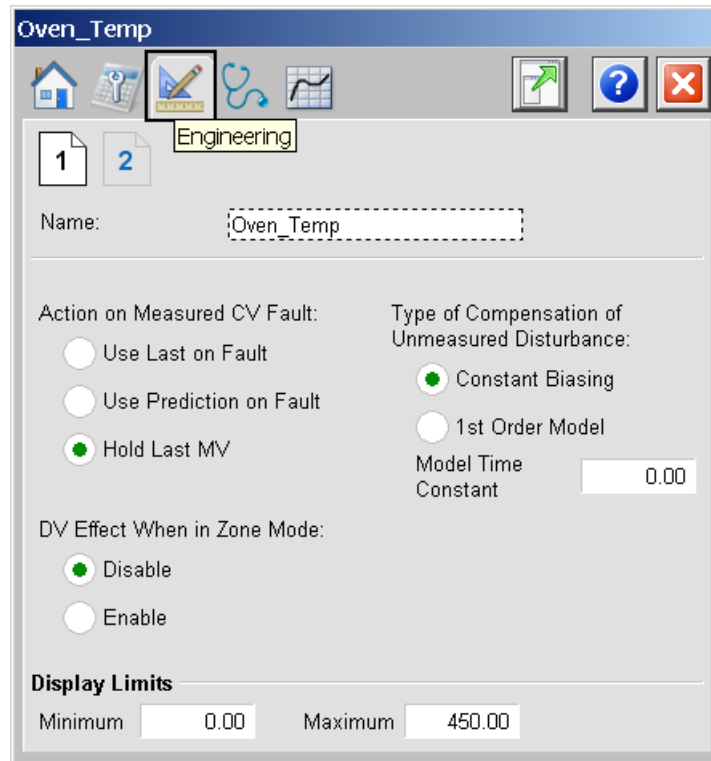 Oven_Temp
?
Engineering
1 2
Name: Oven_Temp
Action on Measured CV Fault:
Use Last on Fault
Use Prediction on Fault
Hold Last MV
Type of Compensation of
Unmeasured Disturbance:
Constant Biasing
1st Order Model
Model Time
Constant
0.00
DV Effect When in Zone Mode:
Disable
Enable
Display Limits
Minimum 0.00 Maximum 450.00